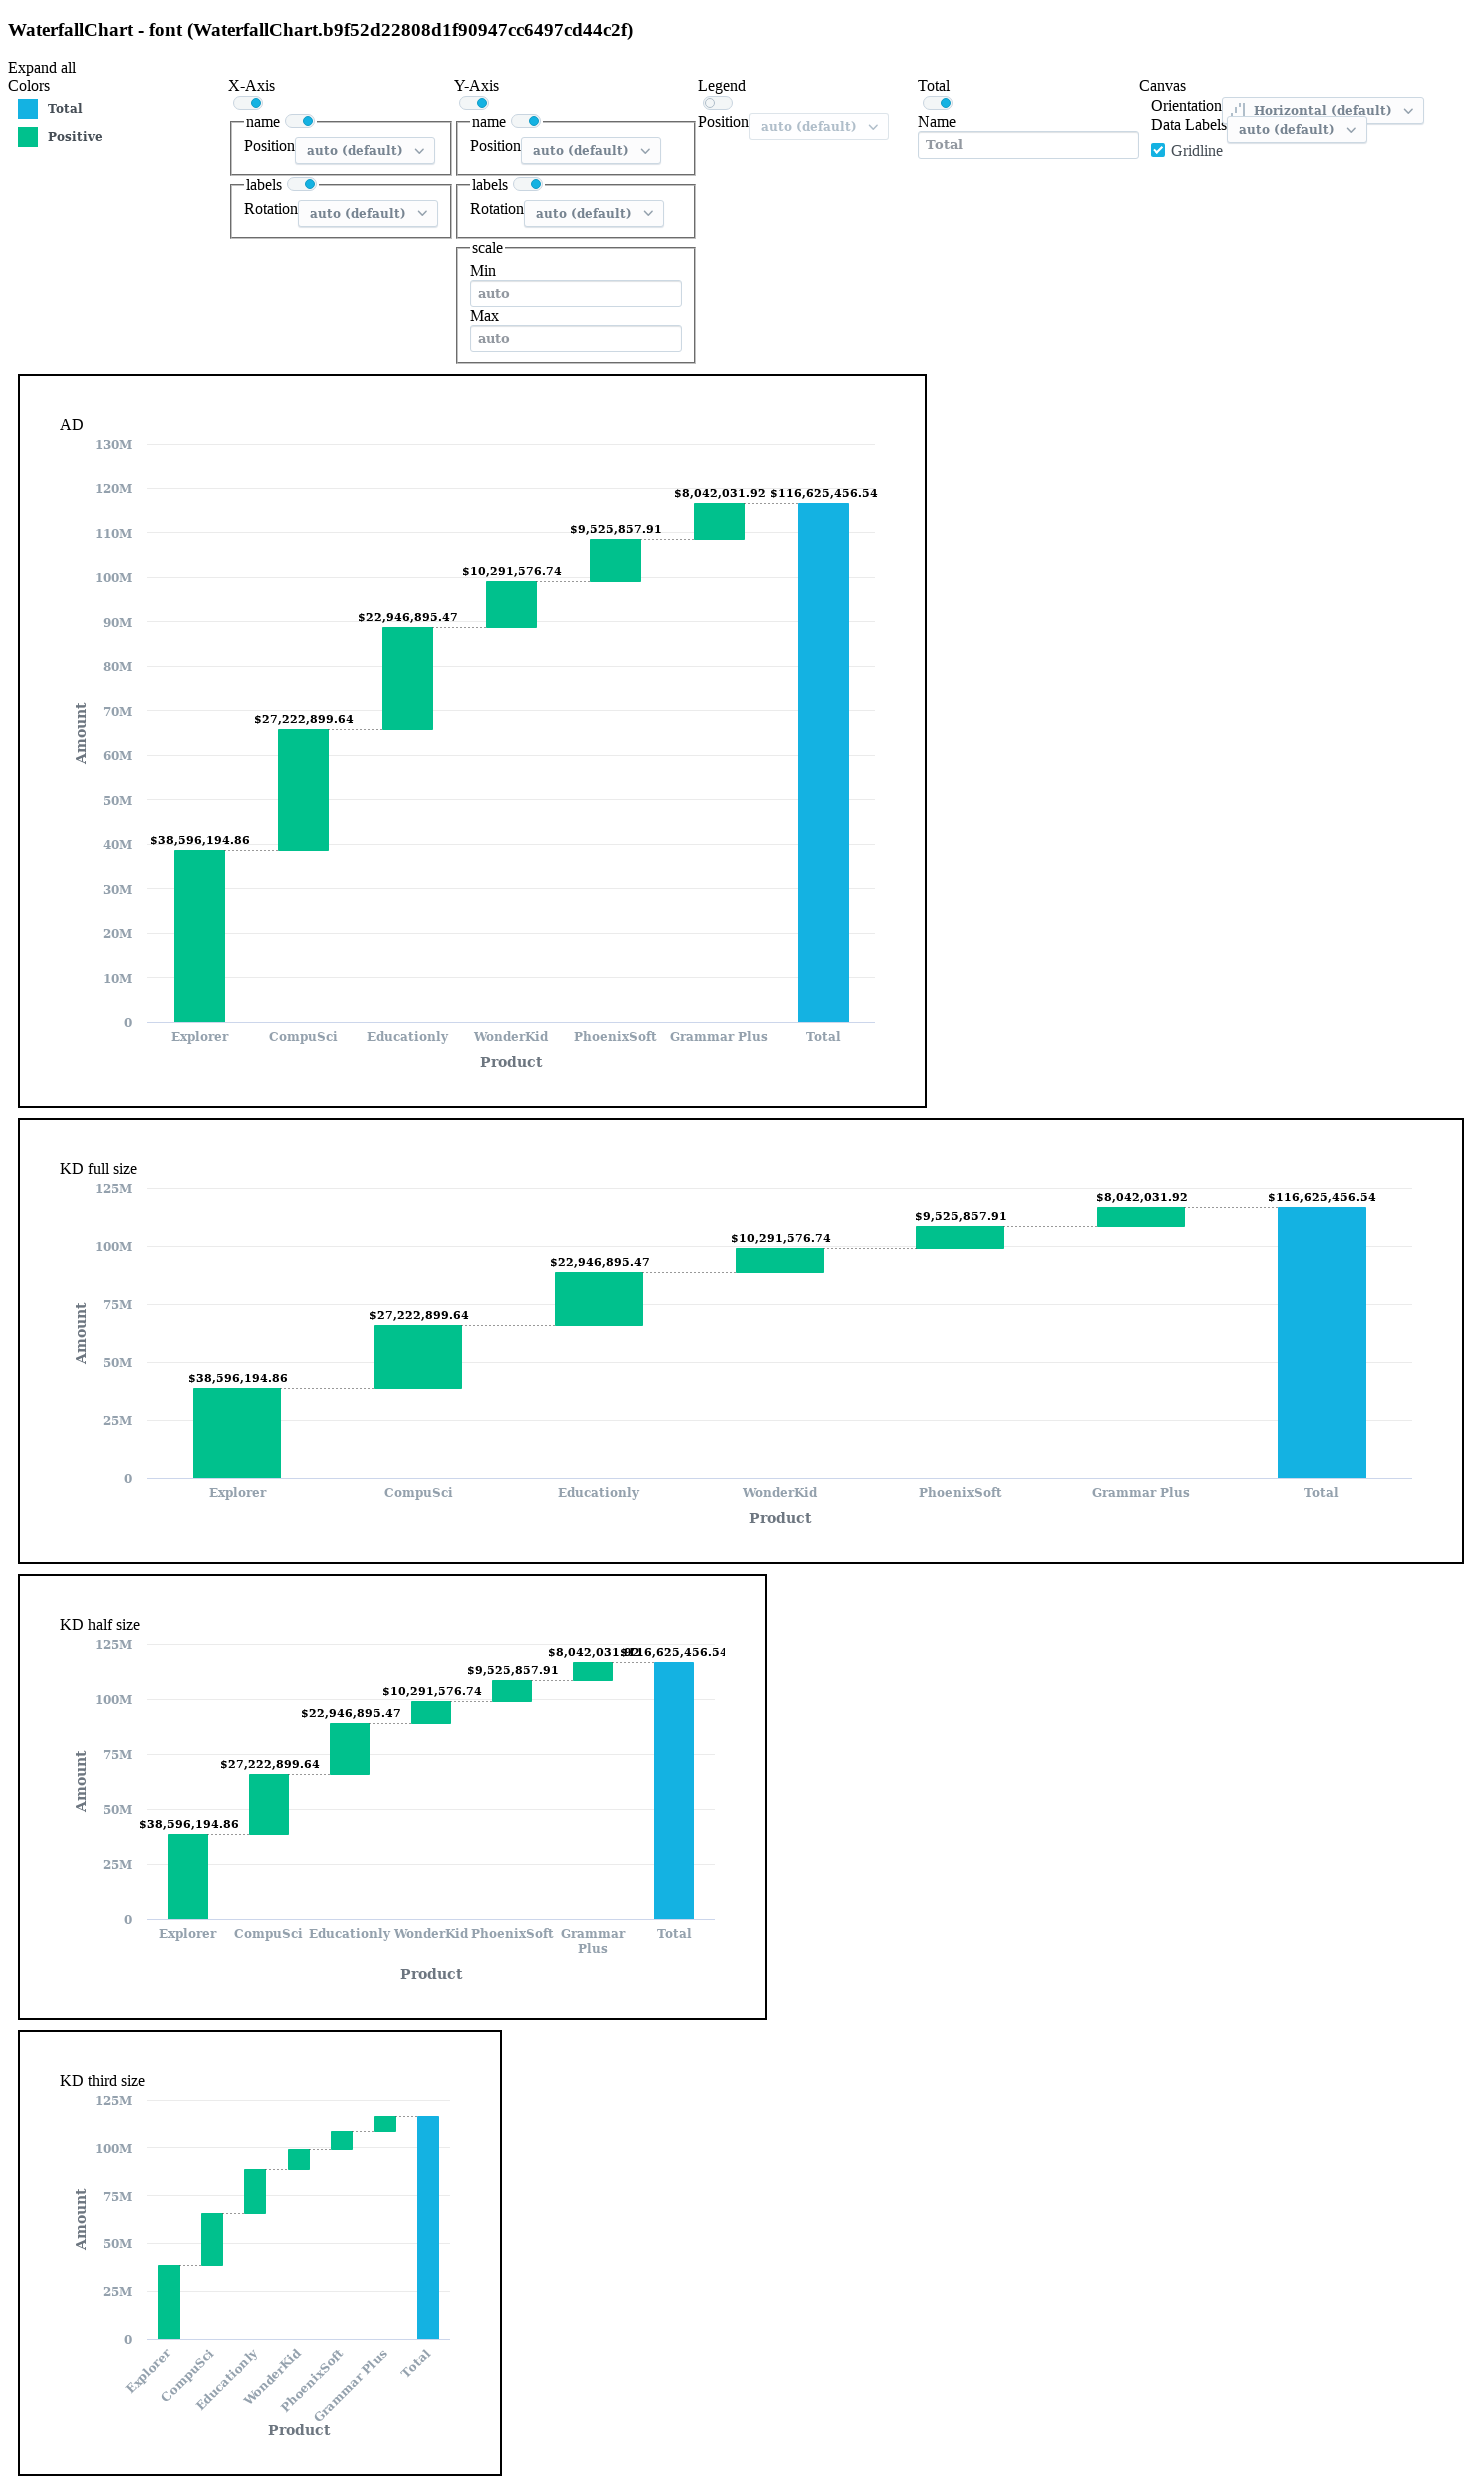 WaterfallChart - font (WaterfallChart.b9f52d22808d1f90947cc6497cd44c2f)
Expand all
Colors
Total
Positive
X-Axis
name
Position auto (default)
labels
Rotation auto (default)
Y-Axis
name
Position auto (default)
labels
Rotation auto (default)
scale
Min
auto
Max
auto
Legend
Position auto (default)
Total
Name
Total
Canvas
Orientation Horizontal (default)
Data Labels auto (default)
Gridline
AD
130M
120M
110M
100M
90M
80M
70M
60M
50M
40M
30M
20M
10M
0
Amount
$38,596,194.86
$27,222,899.64
$22,946,895.47
$10,291,576.74
$9,525,857.91
$8,042,031.92
$116,625,456.54
Explorer CompuSci Educationly WonderKid PhoenixSoft Grammar Plus Total
Product
KD full size
125M
100M
75M
50M
25M
0
Amount
$38,596,194.86
$27,222,899.64
$22,946,895.47
$10,291,576.74
$9,525,857.91
$8,042,031.92
$116,625,456.54
Explorer CompuSci Educationly WonderKid PhoenixSoft Grammar Plus Total
Product
KD half size
125M
100M
75M
50M
25M
0
Amount
$38,596,194.86
$27,222,899.64
$22,946,895.47
$10,291,576.74
$9,525,857.91
$8,042,031.92
$116,625,456.54
Explorer CompuSci Educationly WonderKid PhoenixSoft Grammar Total
Plus
Product
KD third size
125M
100M
75M
50M
25M
0
Amount
Explorer
CompuSci
Educationly
WonderKid
PhoenixSoft
Grammar Plus
Total
Product